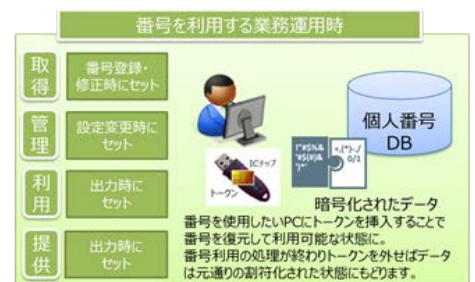 番号を利用する業務運用時
取得
番号登録・
修正時にセット
管理
設定変更時に
セット
利用
出力時に
セット
提供
出力時に
セット
ICチップ
トークン
個人番号
DB
!"#$%&
'#$(#)&
)*'
+,(*)-./
0/1
暗号化されたデータ
番号を使用したいPCにトークンを挿入することで
番号を復元して利用可能な状態に。
番号利用の処理が終わりトークンを外せばデータ
は元通りの割符化された状態にもどります。